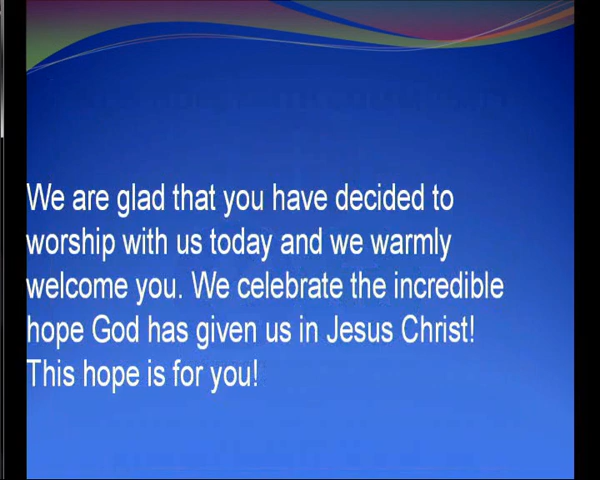 We are glad that you have decided to
worship with us today and we warmly
welcome you. We celebrate the incredible
hope God has given us in Jesus Christ!
This hope is for you!